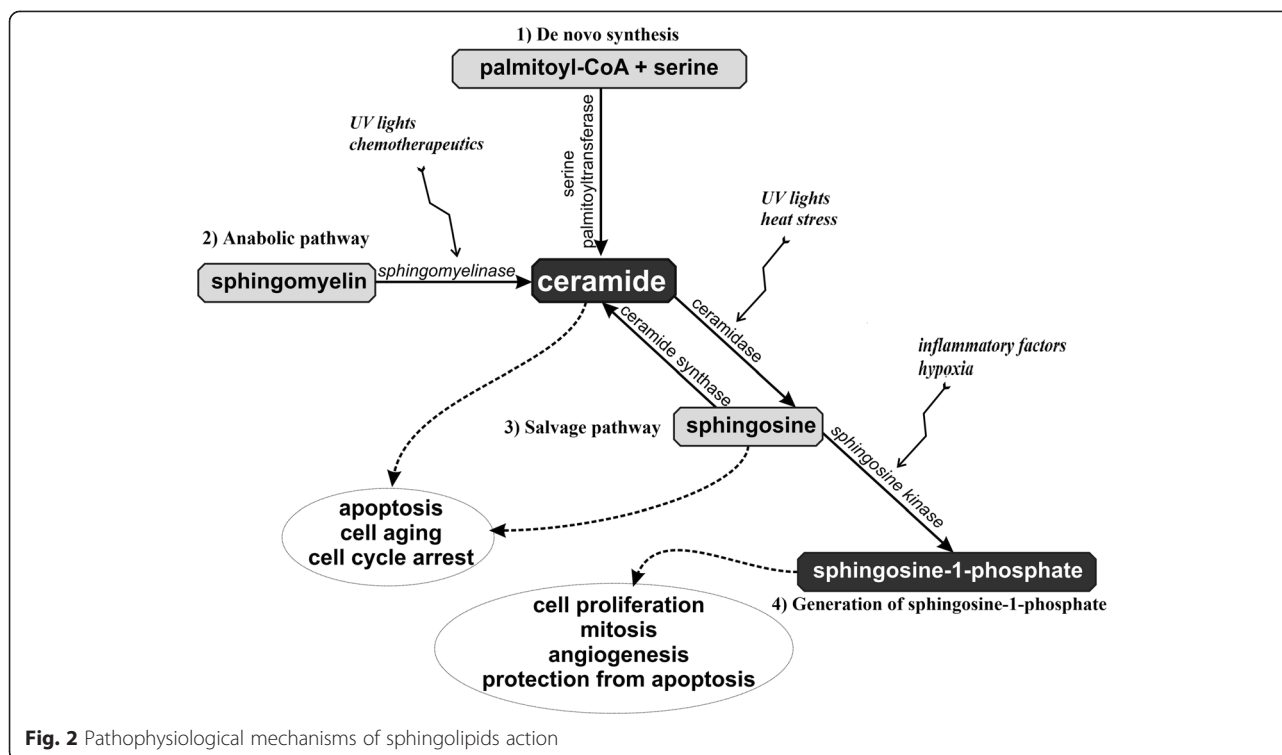 1) De novo synthesis
palmitoyl-CoA + serine
serine
palmitoyltransferase
UV lights
chemotherapeutics
UV lights
heat stress
2) Anabolic pathway
sphingomyelin
sphingomyelinase
ceramide
ceramidase
ceramide synthase
inflammatory factors
hypoxia
3) Salvage pathway
sphingosine
sphingosine kinase
apoptosis
cell aging
cell cycle arrest
sphingosine-1-phosphate
4) Generation of sphingosine-1-phosphate
cell proliferation
mitosis
angiogenesis
protection from apoptosis
Fig. 2 Pathophysiological mechanisms of sphingolipids action